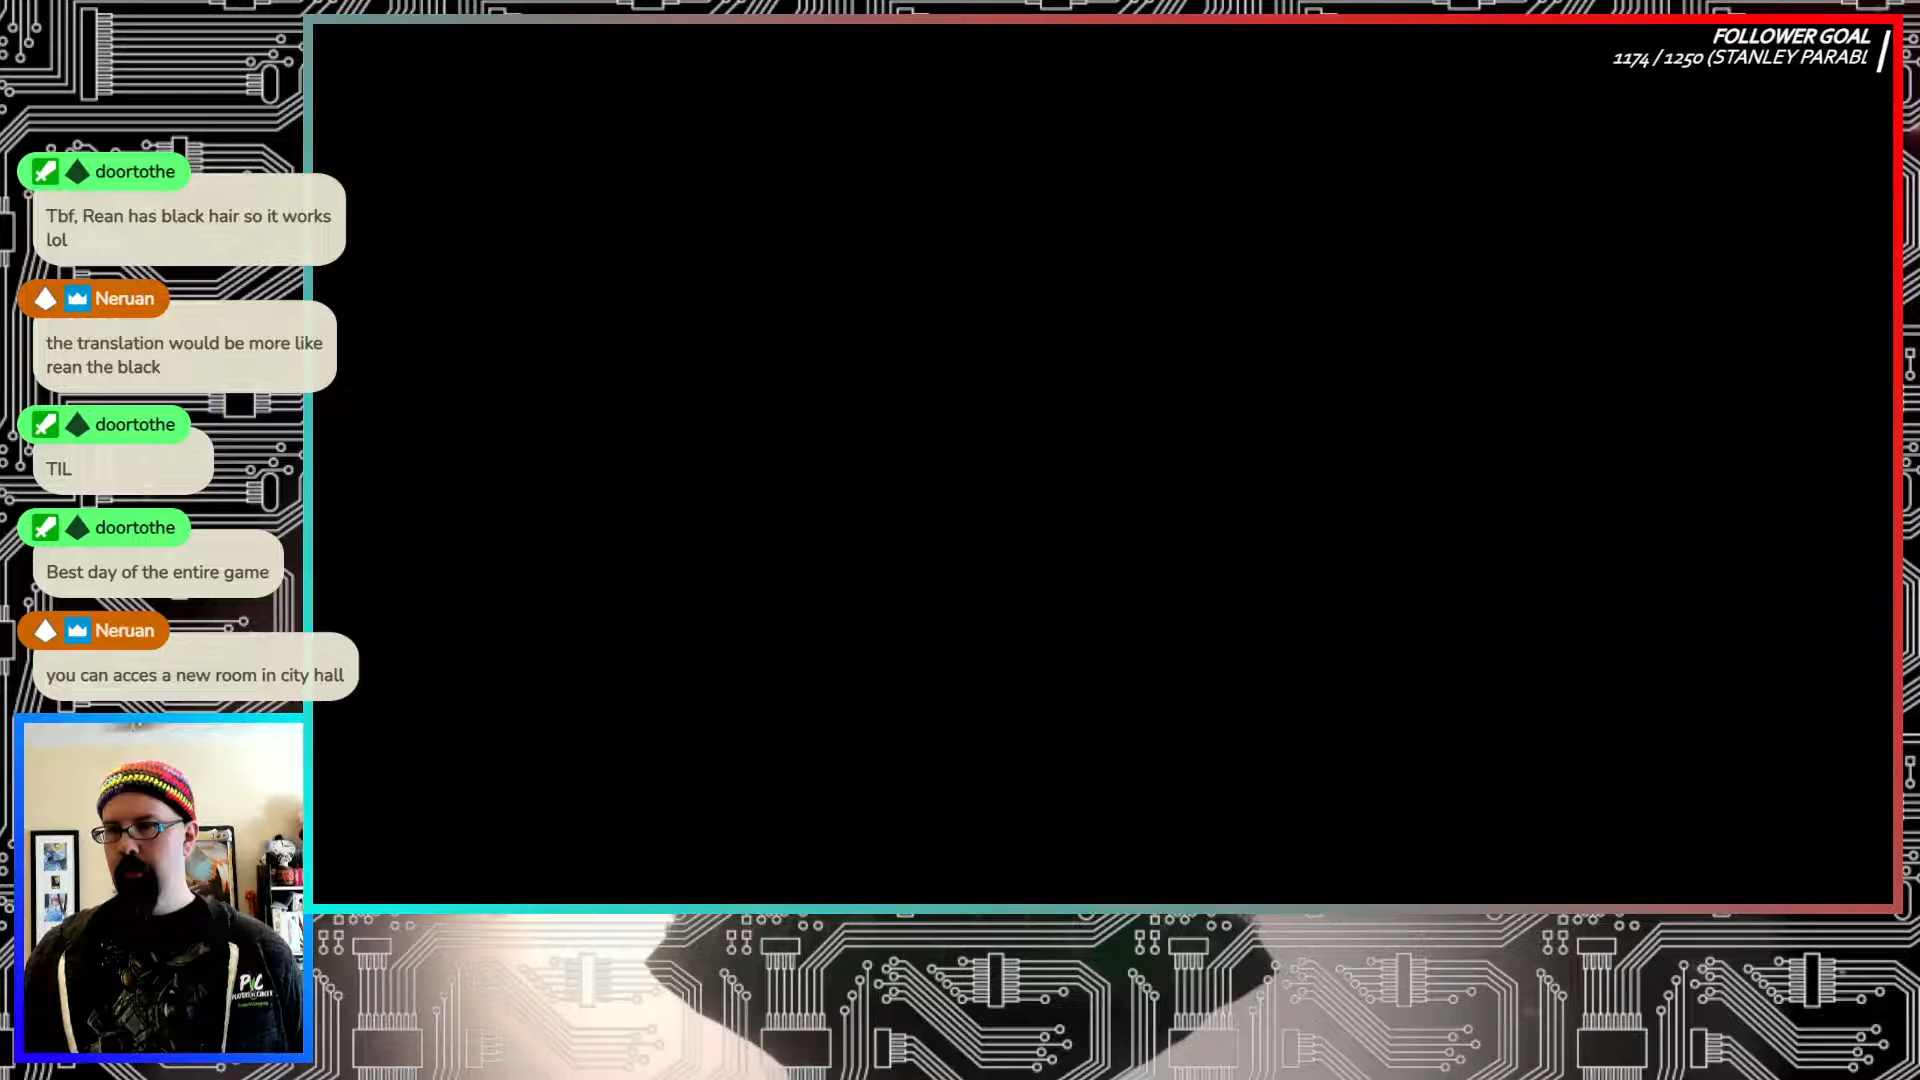 FOLLOWER GOAL
1174 / 1250 (STANLEY PARABL
doortothe
Tbf, Rean has black hair so it works
lol
Neruan
the translation would be more like
rean the black
doortothe
TIL
doortothe
Best day of the entire game
Neruan
you can acces a new room in city hall
PVC